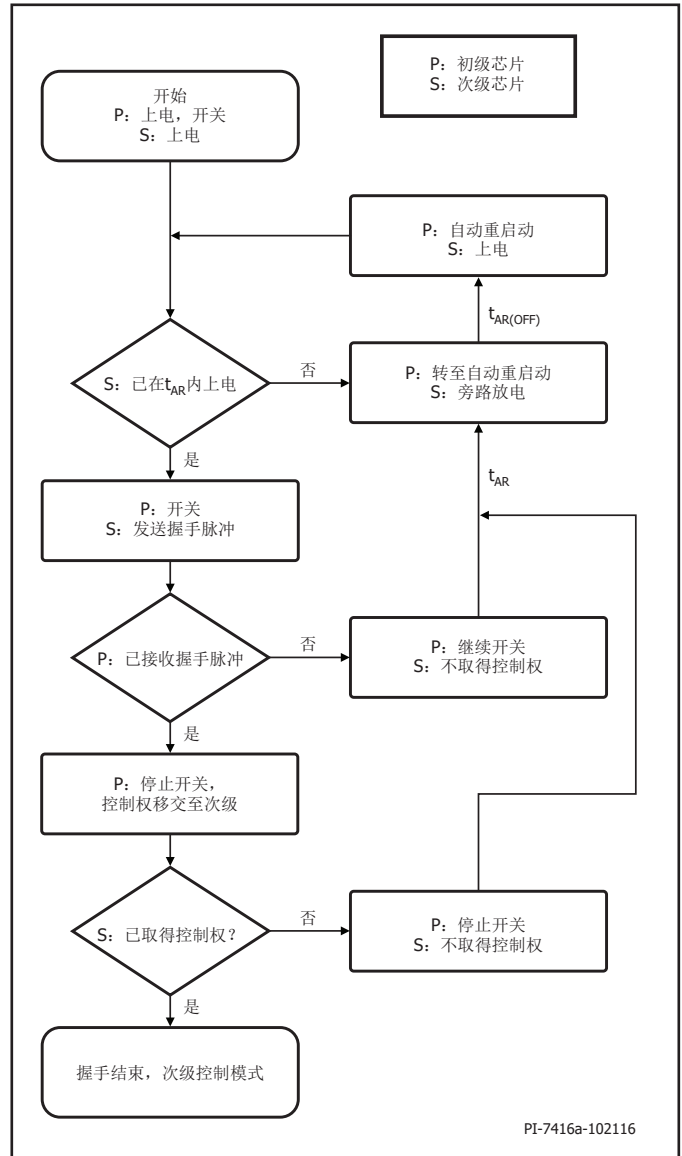 P：初级芯片
S：次级芯片
开始
P：上电，开关
S：上电
P：自动重启动
S：上电
tAR(OFF)
S：已在tAR内上电
否
P：转至自动重启动
S：旁路放电
是
tAR
P：开关
S：发送握手脉冲
P：已接收握手脉冲
否
P：继续开关
S：不取得控制权
是
P：停止开关，
控制权移交至次级
S：已取得控制权？
否
P：停止开关
S：不取得控制权
是
握手结束，次级控制模式
PI-7416a-102116